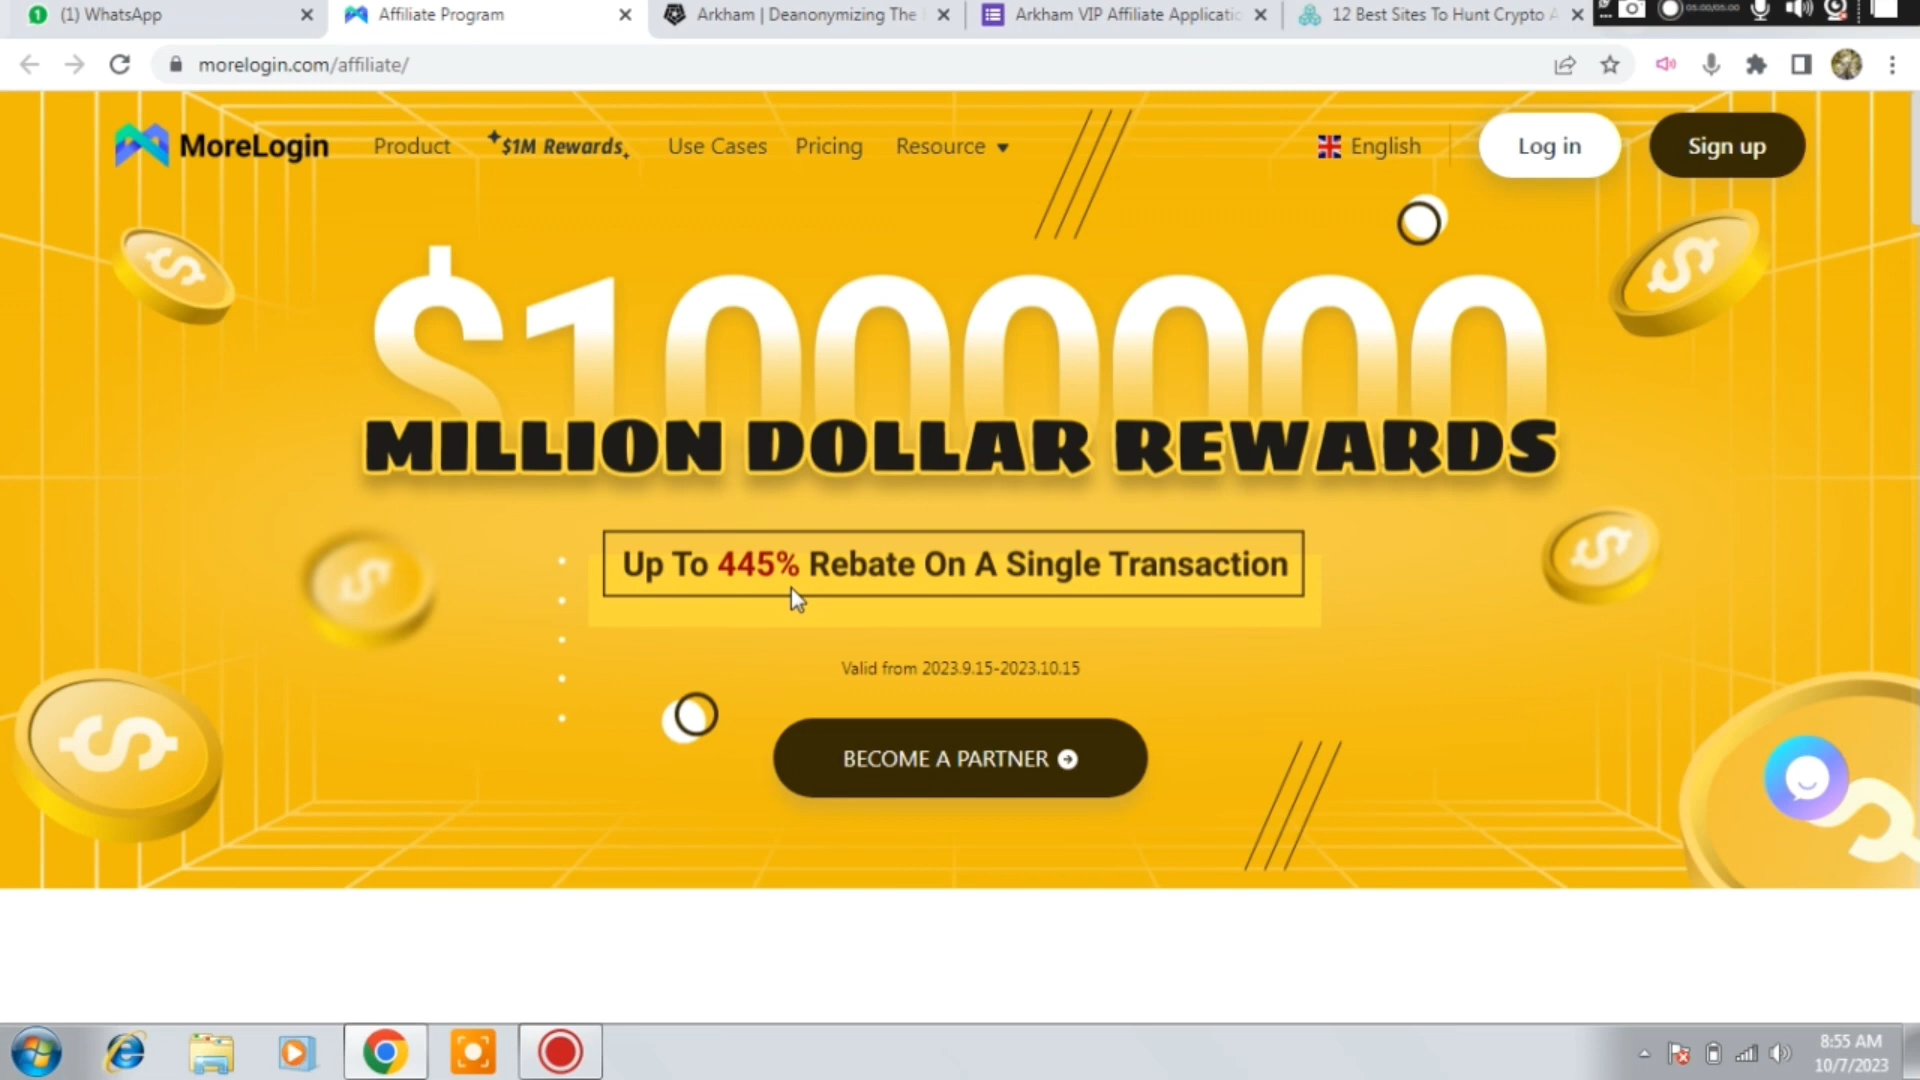 (1) WhatsApp
Affiliate Program
Arkham | Deanonymizing The
Arkham VIP Affiliate Applicatic
12 Best Sites To Hunt Crypto A
morelogin.com/affiliate/
MoreLogin
Product
$1M Rewards
Use Cases
Pricing
Resource
English
Log in
Sign up
$1000000
MILLION DOLLAR REWARDS
Up To 445% Rebate On A Single Transaction
Valid from 2023.9.15-2023.10.15
BECOME A PARTNER
8:55 AM
10/7/2023